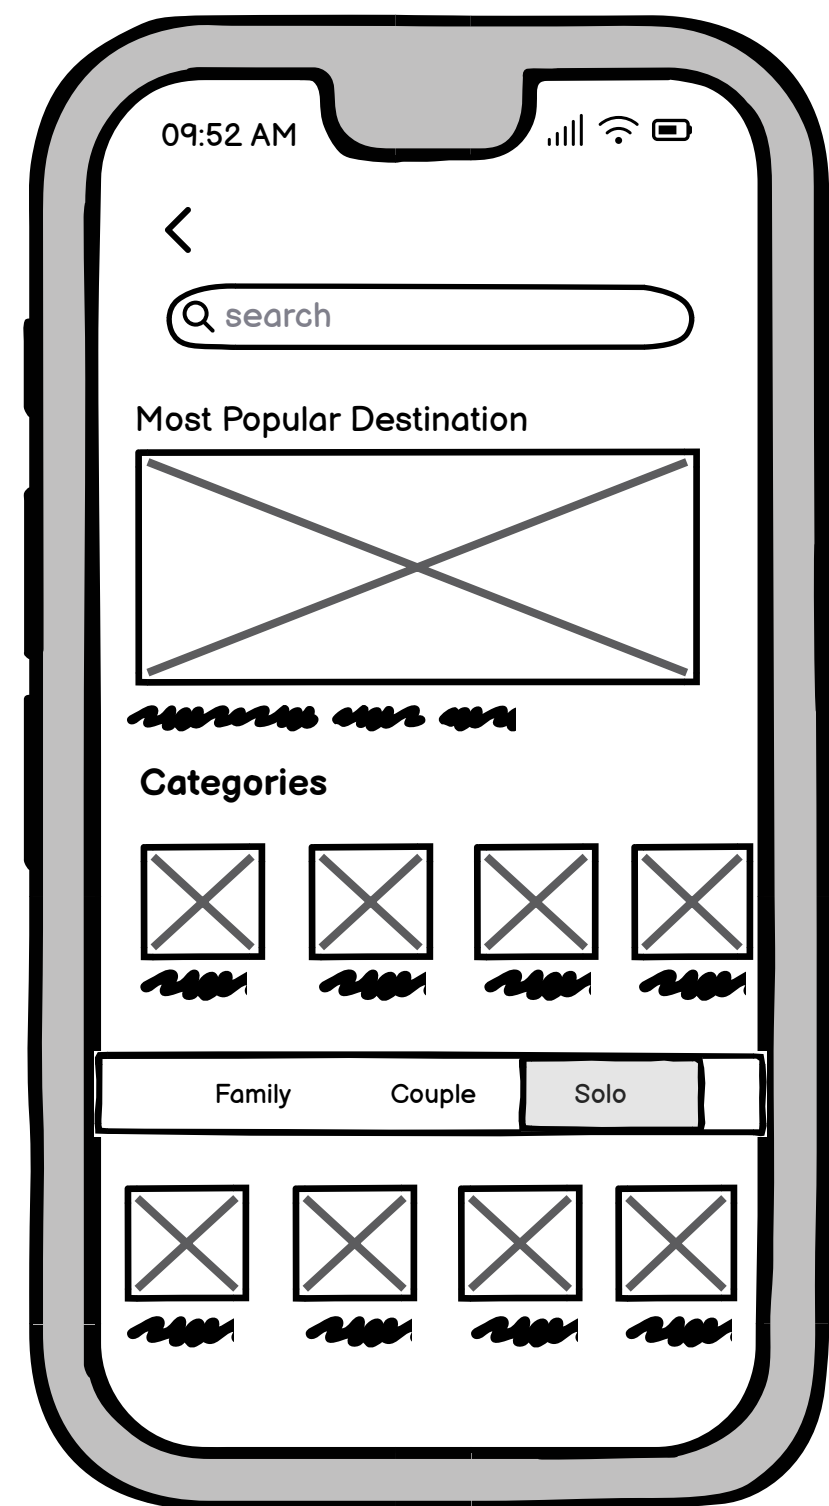 09:52 AM
search
Most Popular Destination
Categories
Family Couple Solo